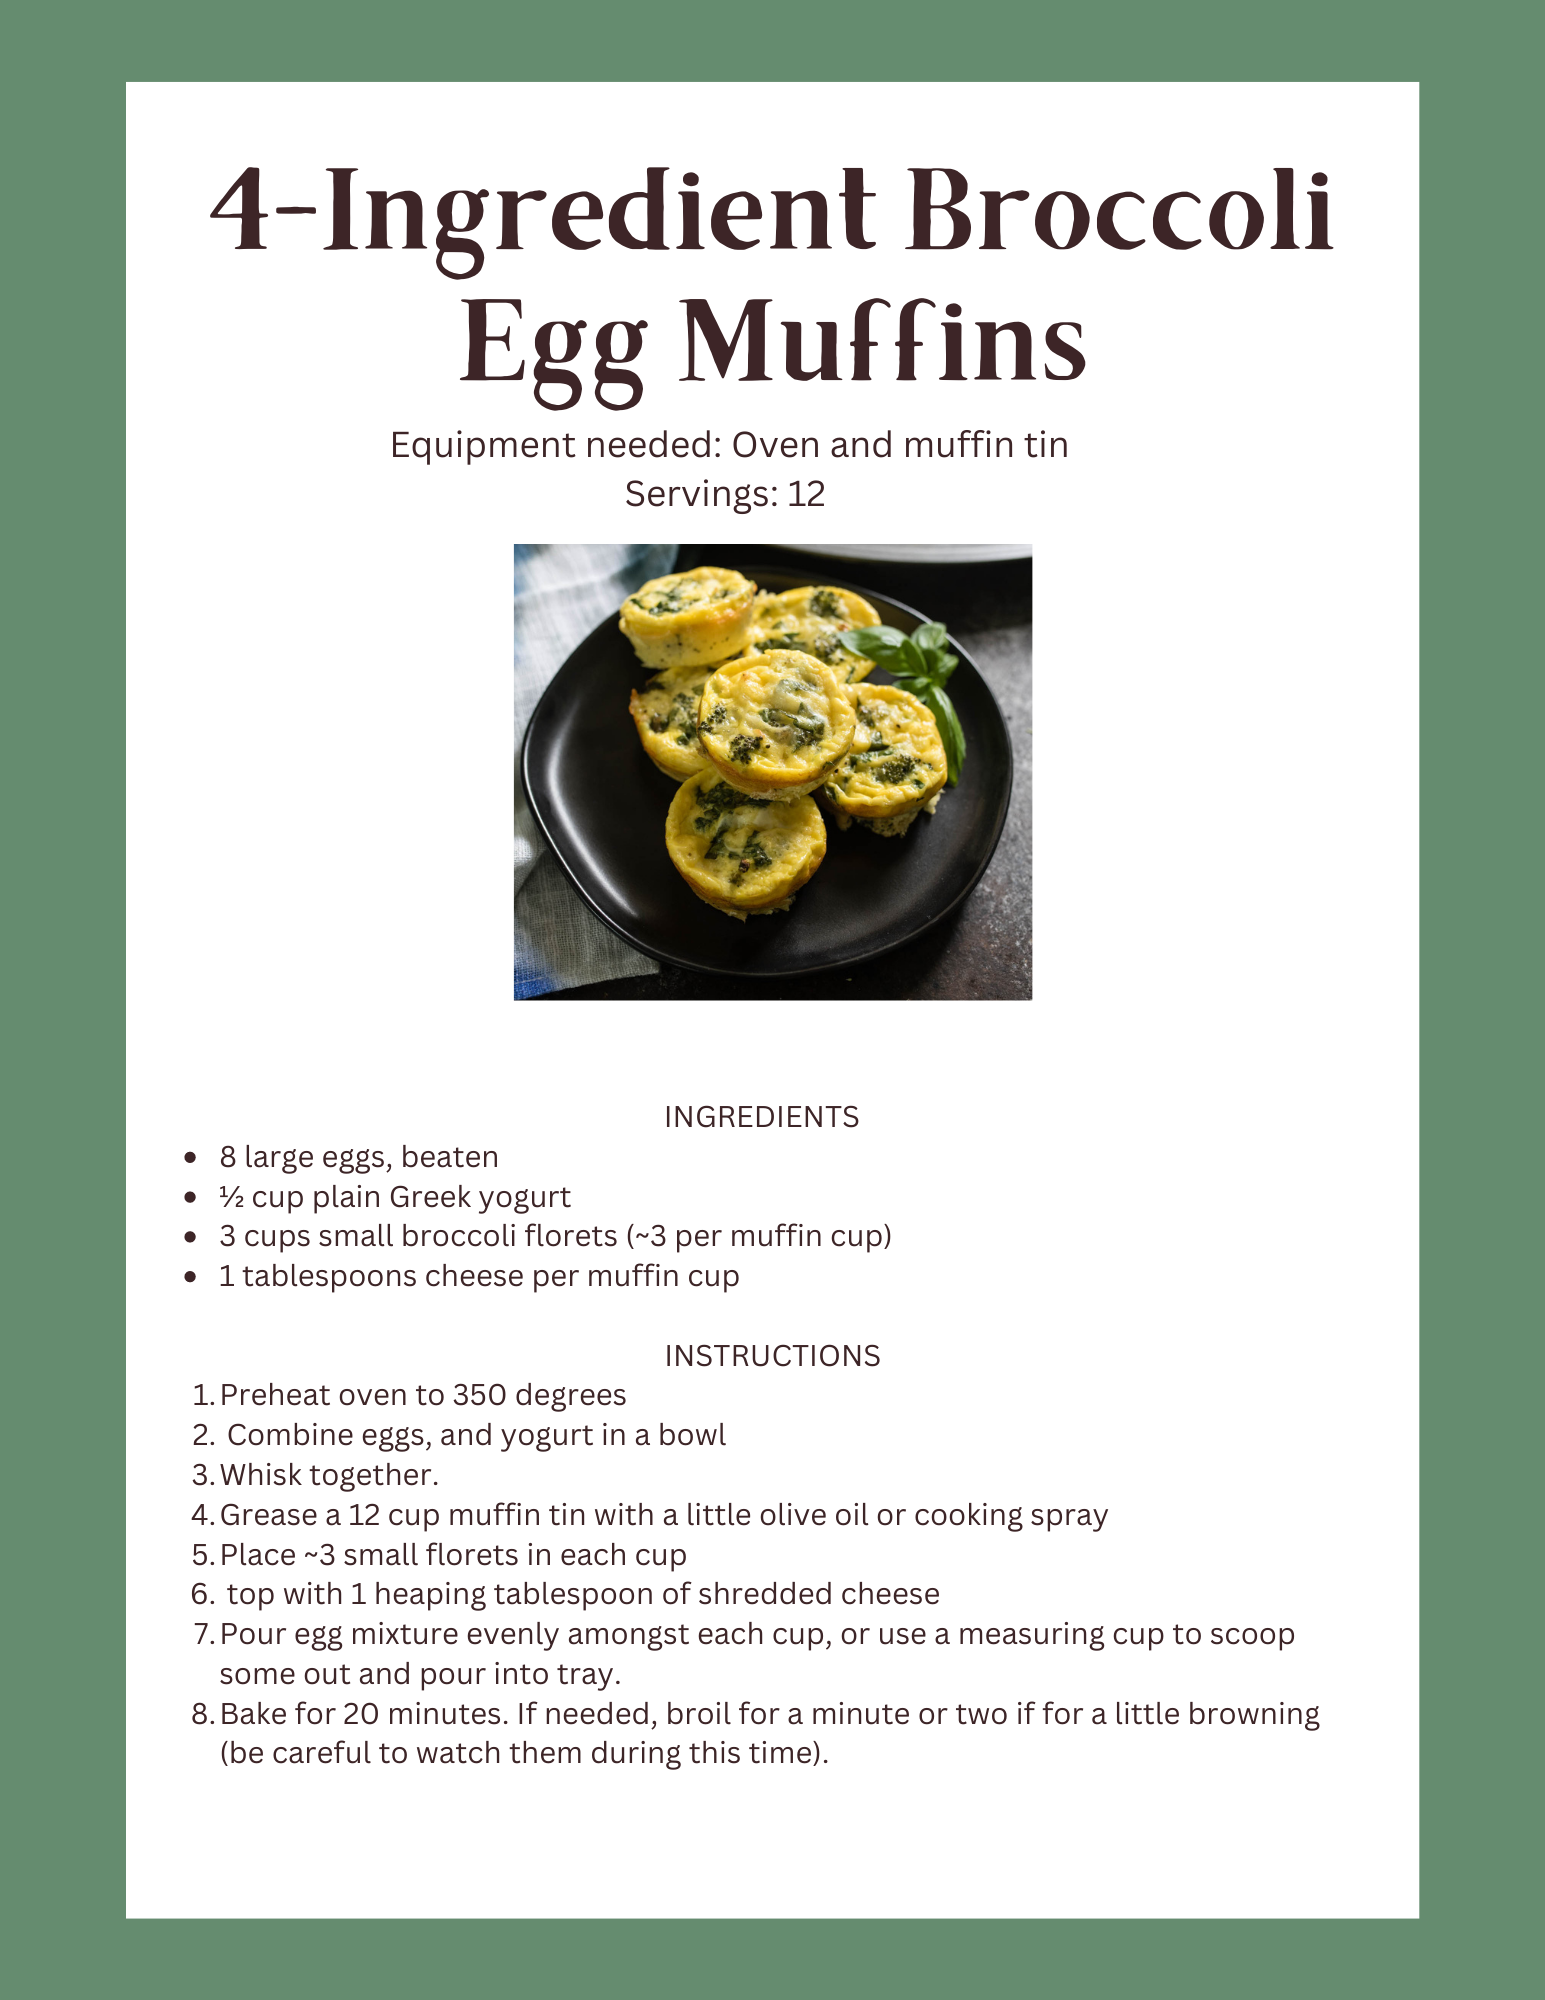 4-Ingredient Broccoli
Egg Muffins
Equipment needed: Oven and muffin tin
Servings: 12
INGREDIENTS
• 8 large eggs, beaten
• ½ cup plain Greek yogurt
• 3 cups small broccoli florets (~3 per muffin cup)
• 1 tablespoons cheese per muffin cup
INSTRUCTIONS
1. Preheat oven to 350 degrees
2. Combine eggs, and yogurt in a bowl
3. Whisk together.
4. Grease a 12 cup muffin tin with a little olive oil or cooking spray
5. Place ~3 small florets in each cup
6. top with 1 heaping tablespoon of shredded cheese
7. Pour egg mixture evenly amongst each cup, or use a measuring cup to scoop
some out and pour into tray.
8. Bake for 20 minutes. If needed, broil for a minute or two if for a little browning
(be careful to watch them during this time).